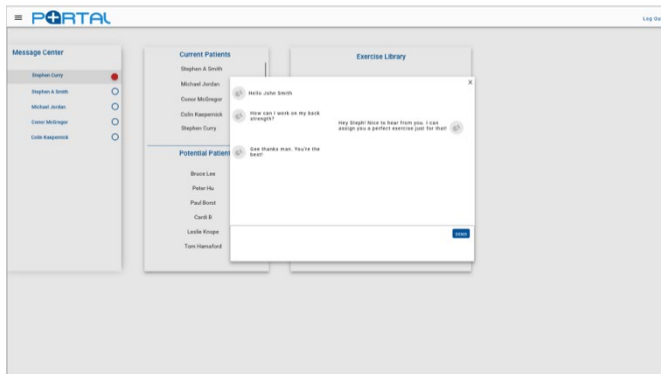 PORTAL
Log Ou
Message Center
Stephen Curry
Stephen A Smith
Michael Jordan
Conor McGregor
Colin Kaepernick
Current Patients
Stephen A Smith
Michael Jordan
Conor McGregor
Colin Kaepernick
Stephen Curry
Potential Patient
Bruce Lee
Peter Hu
Paul Borst
Cardi B
Leslie Knope
Tom Hansford
Exercise Library
X
Hello John Smith
How can I work on my back
strength?
Hey Steph! Nice to hear from you. I can
assign you a perfect exercise just for that!
Gee thanks man. You're the
best!
SEND